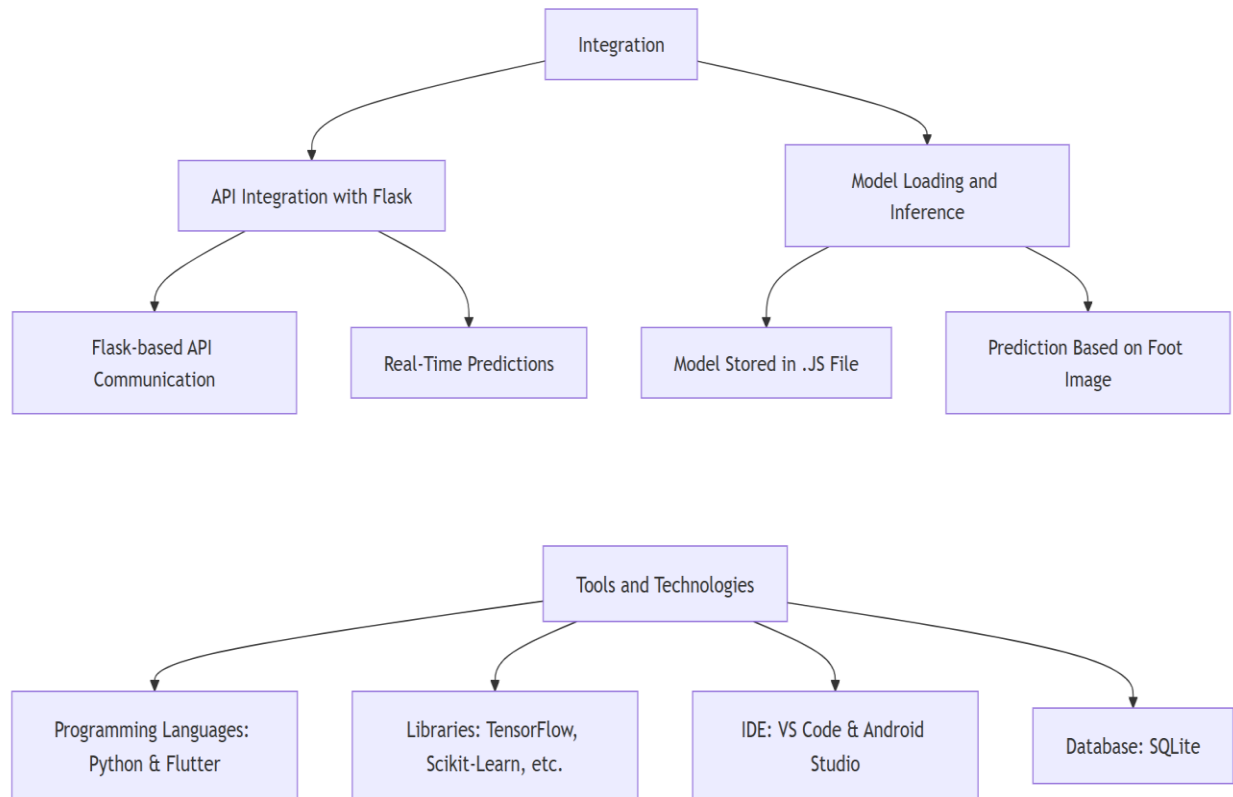 Integration
API Integration with Flask
Model Loading and
Inference
Flask-based API
Communication
Real-Time Predictions
Model Stored in .JS File
Prediction Based on Foot
Image
Tools and Technologies
Programming Languages:
Python & Flutter
Libraries: TensorFlow,
Scikit-Learn, etc.
IDE: VS Code & Android
Studio
Database: SQLite